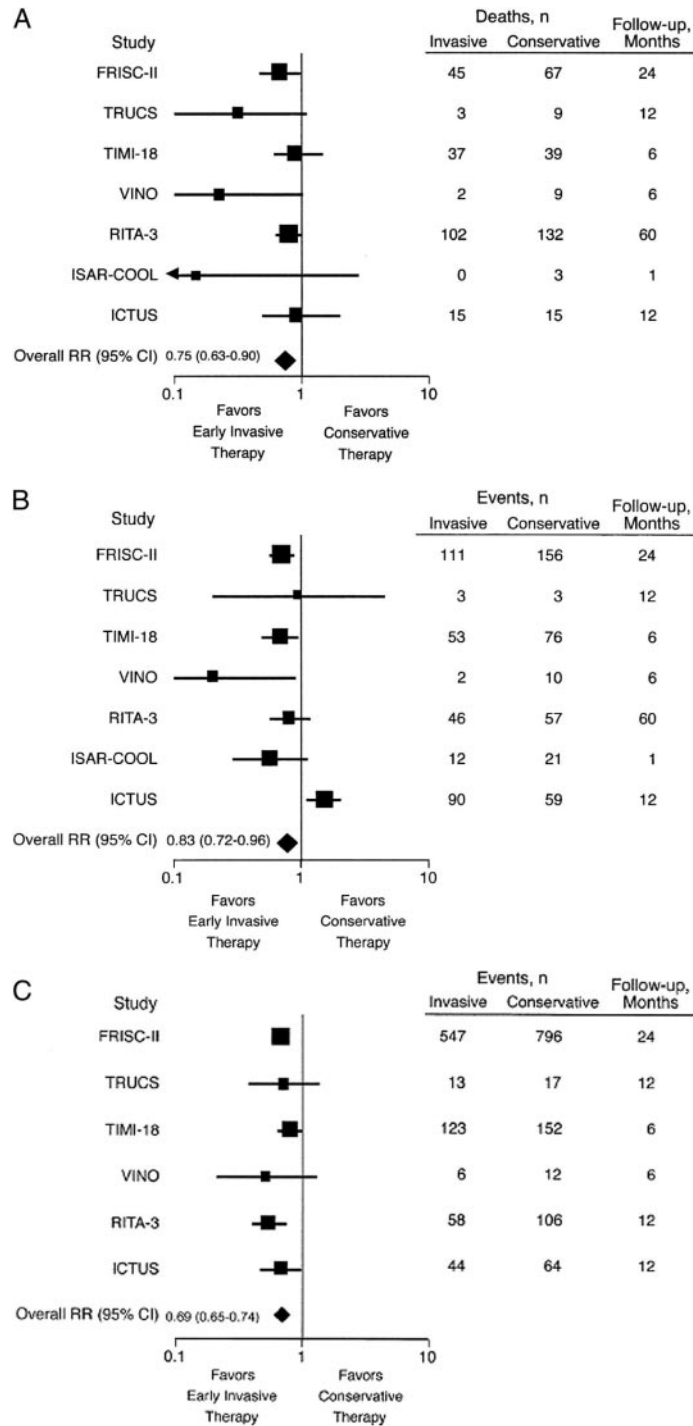 A
Deaths, n
Follow-up,
Study Invasive Conservative Months
FRISC-II 45 67 24
TRUCS 3 9 12
TIMI-18 37 39 6
VINO 2 9 6
RITA-3 102 132 60
ISAR-COOL 0 3 1
ICTUS 15 15 12
Overall RR (95% CI) 0.75 (0.63-0.90)
0.1 1 10
Favors Favors
Early Invasive Conservative
Therapy Therapy
B
Events, n
Follow-up,
Study Invasive Conservative Months
FRISC-II 111 156 24
TRUCS 3 3 12
TIMI-18 53 76 6
VINO 2 10 6
RITA-3 46 57 60
ISAR-COOL 12 21 1
ICTUS 90 59 12
Overall RR (95% CI) 0.83 (0.72-0.96)
0.1 1 10
Favors Favors
Early Invasive Conservative
Therapy Therapy
C
Events, n
Follow-up,
Study Invasive Conservative Months
FRISC-II 547 796 24
TRUCS 13 17 12
TIMI-18 123 152 6
VINO 6 12 6
RITA-3 58 106 12
ICTUS 44 64 12
Overall RR (95% CI) 0.69 (0.65-0.74)
0.1 1 10
Favors Favors
Early Invasive Conservative
Therapy Therapy